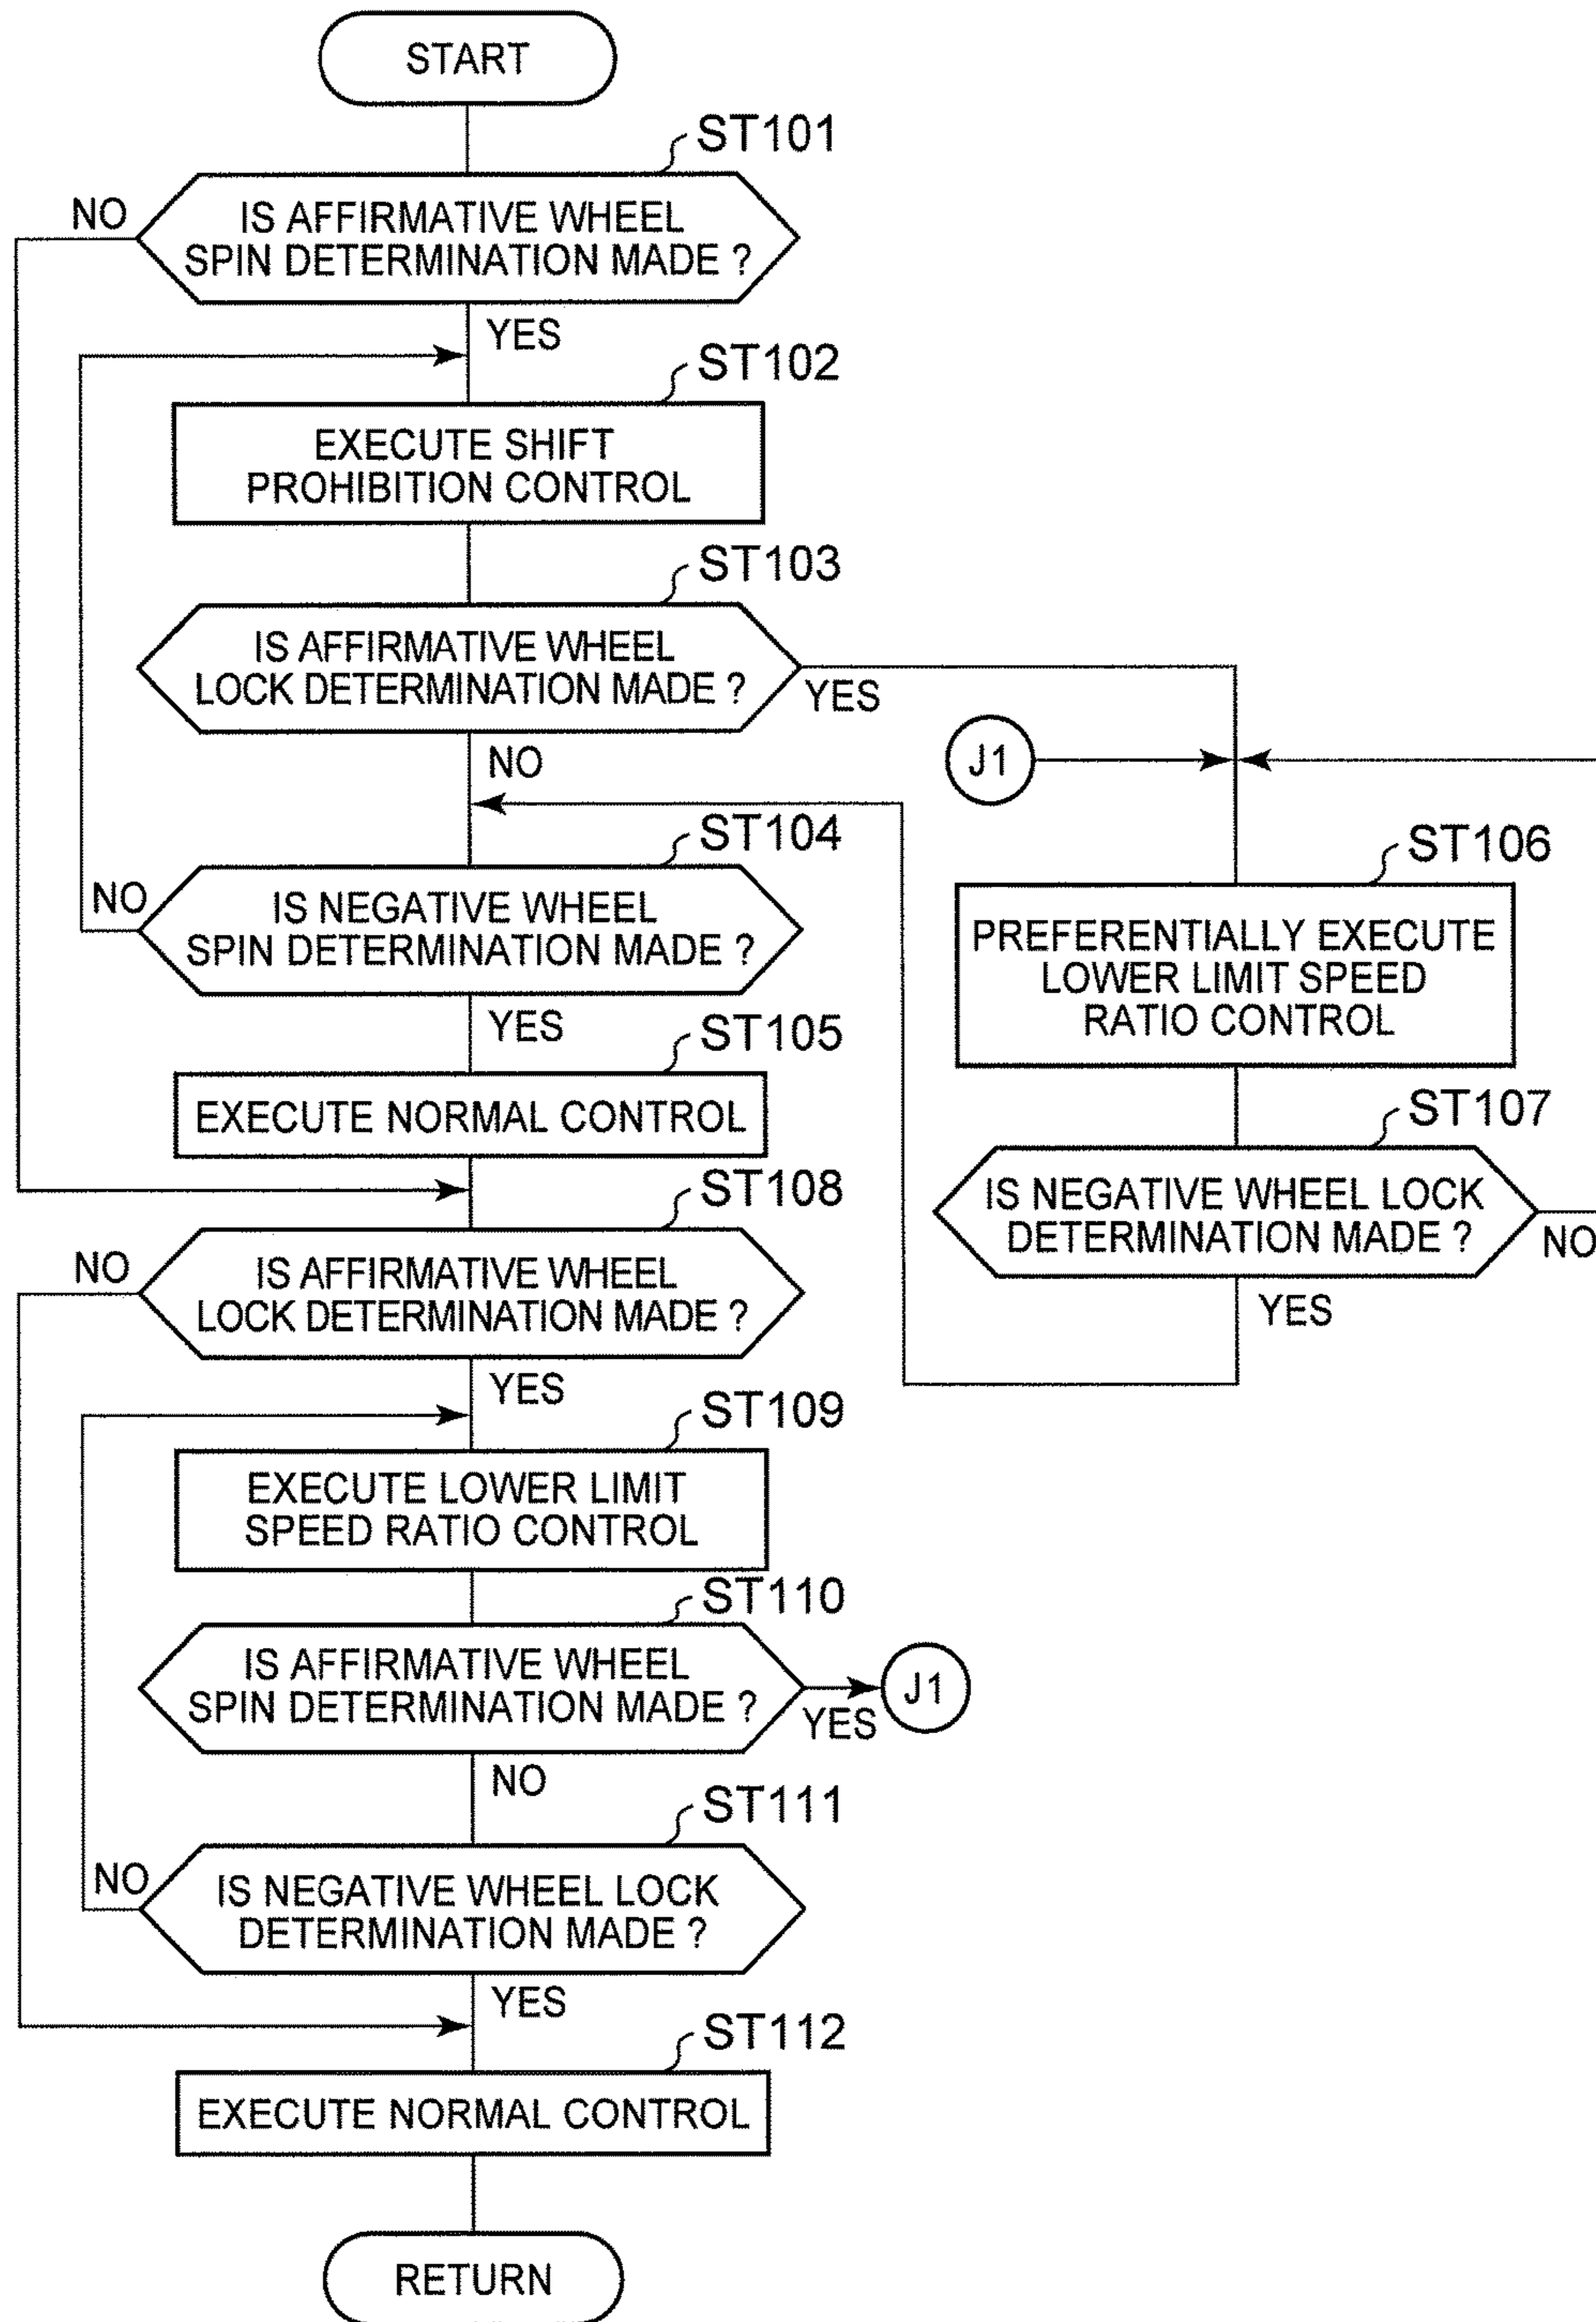 START
ST101
NO
IS AFFIRMATIVE WHEEL
SPIN DETERMINATION MADE ?
YES
ST102
EXECUTE SHIFT
PROHIBITION CONTROL
ST103
IS AFFIRMATIVE WHEEL
LOCK DETERMINATION MADE ?
YES
NO
J1
ST104
NO
IS NEGATIVE WHEEL
SPIN DETERMINATION MADE ?
YES
ST105
EXECUTE NORMAL CONTROL
ST106
PREFERENTIALLY EXECUTE
LOWER LIMIT SPEED
RATIO CONTROL
ST107
IS NEGATIVE WHEEL LOCK
DETERMINATION MADE ?
NO
YES
ST108
NO
IS AFFIRMATIVE WHEEL
LOCK DETERMINATION MADE ?
YES
ST109
EXECUTE LOWER LIMIT
SPEED RATIO CONTROL
ST110
IS AFFIRMATIVE WHEEL
SPIN DETERMINATION MADE ?
YES
J1
NO
ST111
NO
IS NEGATIVE WHEEL LOCK
DETERMINATION MADE ?
YES
ST112
EXECUTE NORMAL CONTROL
RETURN